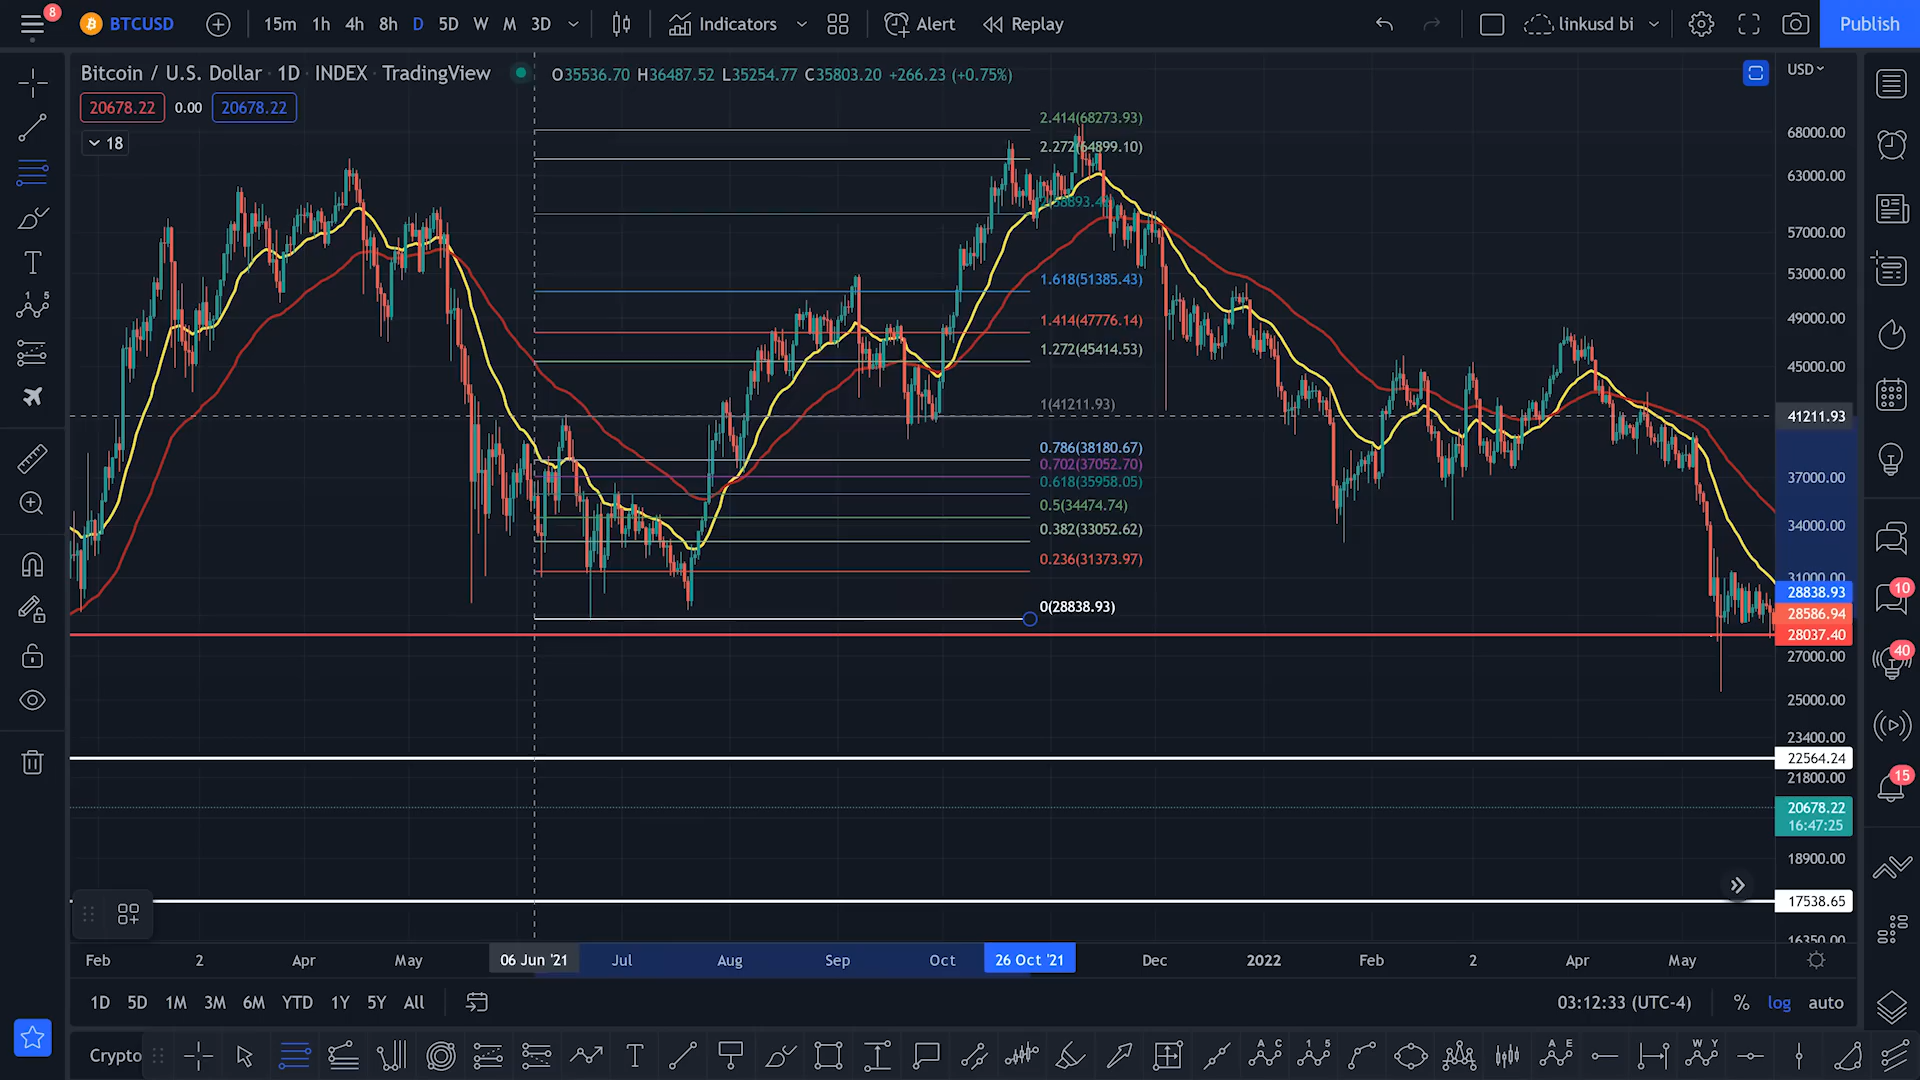 8
BTCUSD
15m 1h 4h 8h D 5D W M 3D
Indicators
Alert
Replay
linkusd bi
Publish
Bitcoin / U.S. Dollar · 1D · INDEX · TradingView
O35536.70 H36487.52 L35254.77 C35803.20 +266.23 (+0.75%)
USD
20678.22 0.00 20678.22
18
2.414(68273.93)
2.272(64899.10)
1.618(51385.43)
1.414(47776.14)
1.272(45414.53)
1(41211.93)
0.786(38180.67)
0.702(37052.70)
0.618(35958.05)
0.5(34474.74)
0.382(33052.62)
0.236(31373.97)
0(28838.93)
68000.00
63000.00
57000.00
53000.00
49000.00
45000.00
41211.93
37000.00
34000.00
31000.00
28838.93
28586.94
28037.40
27000.00
25000.00
23400.00
22564.24
21800.00
20678.22
16:47:25
18900.00
17538.65
16350.00
10
40
15
Feb 2 Apr May 06 Jun '21 Jul Aug Sep Oct 26 Oct '21 Dec 2022 Feb 2 Apr May
1D 5D 1M 3M 6M YTD 1Y 5Y All
03:12:33 (UTC-4) % log auto
Crypto